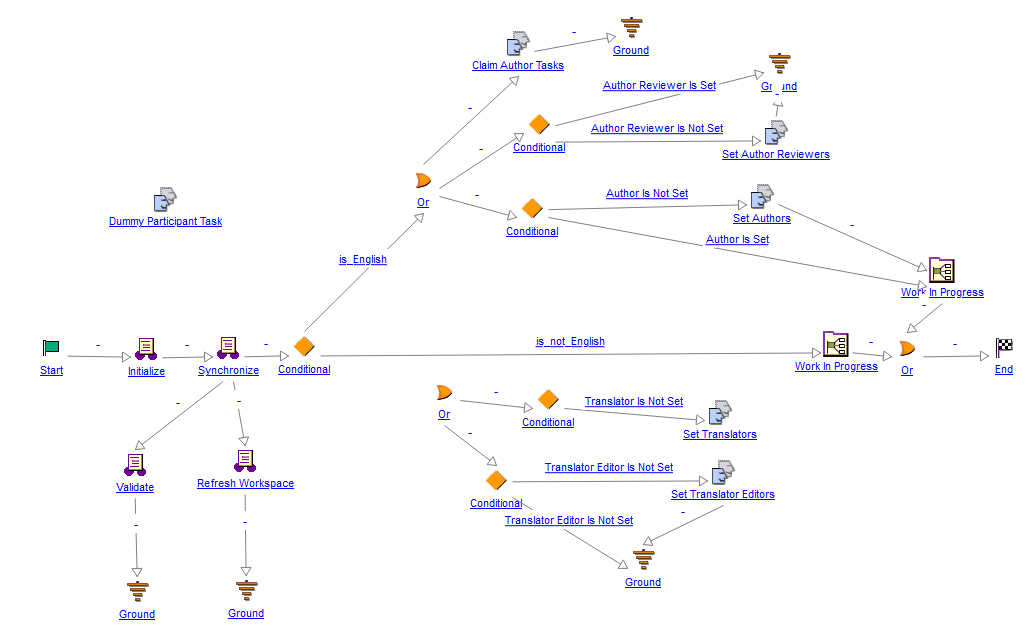 Claim Author Tasks
-
Ground
Author Reviewer Is Set
Ground
-
-
Conditional
Author Reviewer Is Not Set
Set Author Reviewers
-
Or
-
Conditional
Author Is Not Set
Set Authors
-
Author Is Set
Dummy Participant Task
is_English
Work In Progress
-
Start
-
Initialize
-
Synchronize
-
Conditional
is_not_English
Work In Progress
-
Or
-
End
-
-
Or
-
Conditional
Translator Is Not Set
Set Translators
-
Conditional
Translator Editor Is Not Set
Set Translator Editors
Translator Editor Is Not Set
-
Ground
Validate
-
Ground
Refresh Workspace
-
Ground